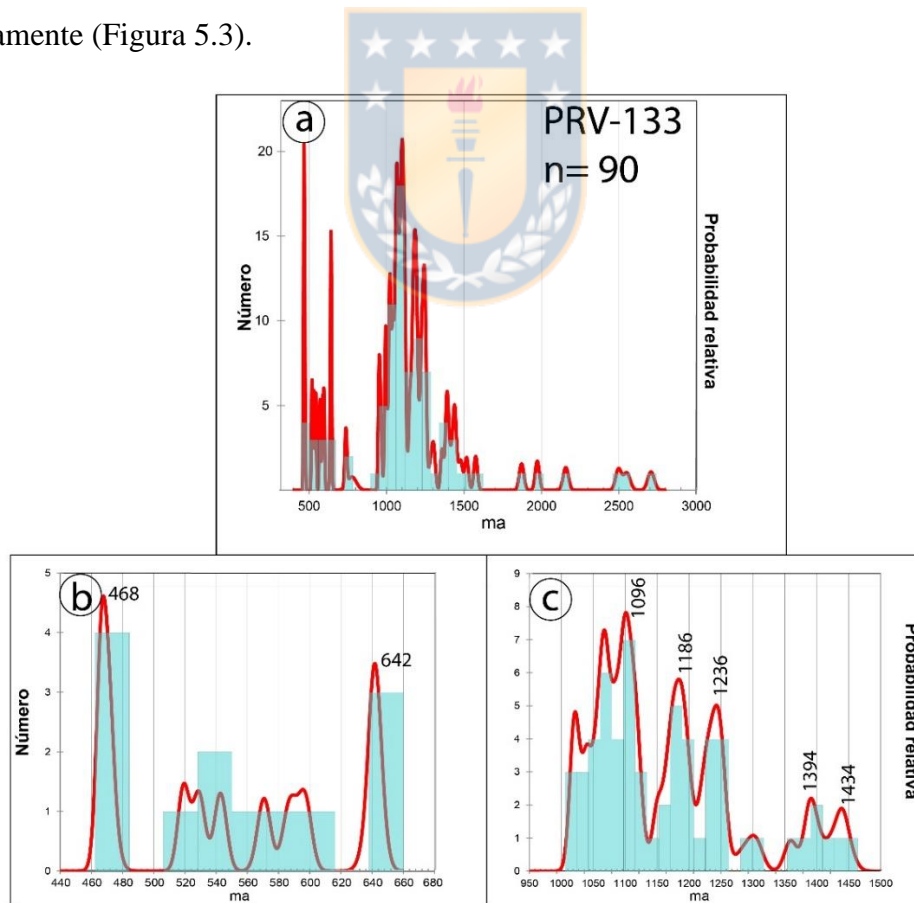 amente (Figura 5.3).
a
PRV-133
n= 90
Número
20
15
10
5
Probabilidad relativa
500 1000 1500 2000 2500 3000
ma
b
468
642
Número
5
4
3
2
1
0
440 460 480 500 520 540 560 580 600 620 640 660 680
ma
c
1096
1186
1236
1394
1434
9
8
7
6
5
4
3
2
1
0
950 1000 1050 1100 1150 1200 1250 1300 1350 1400 1450 1500
ma
Probabilidad relativa